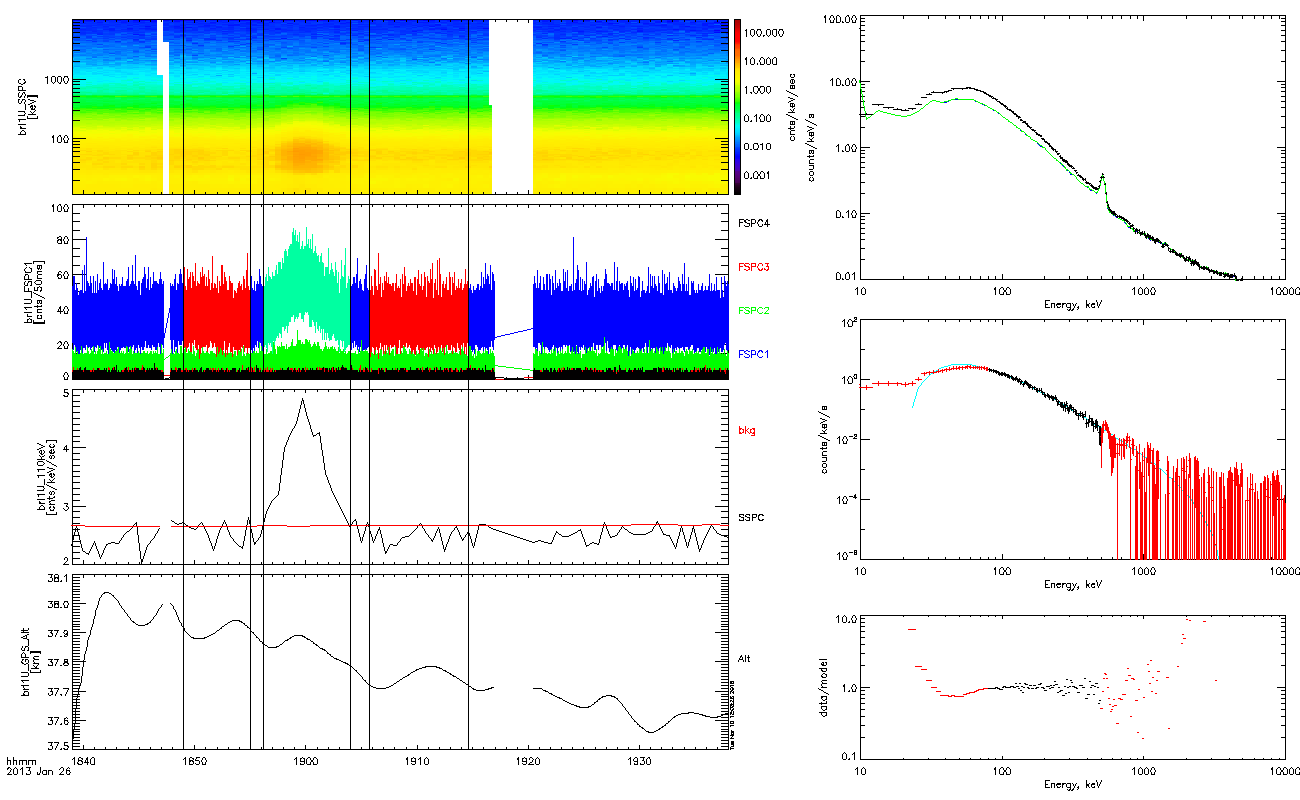 brl1U_SSPC
[keV]
1000
100
100.000
10.000
1.000
0.100
0.010
0.001
cnts/keV/sec
brl1U_FSPC1
[cnts/50ms]
100
80
60
40
20
0
FSPC4
FSPC3
FSPC2
FSPC1
brl1U_110keV
[cnts/keV/sec]
5
4
3
2
bkg
SSPC
brl1U_GPS_Alt
[km]
38.1
38.0
37.9
37.8
37.7
37.6
37.5
Alt
hhmm
2013 Jan 26
1840
1850
1900
1910
1920
1930
counts/keV/s
100.00
10.00
1.00
0.10
0.01
10
100
1000
1000
Energy, keV
counts/keV/s
10^2
10^0
10^-2
10^-4
10^-6
10
100
1000
Energy, keV
data/model
10.0
1.0
0.1
10
100
1000
Energy, keV